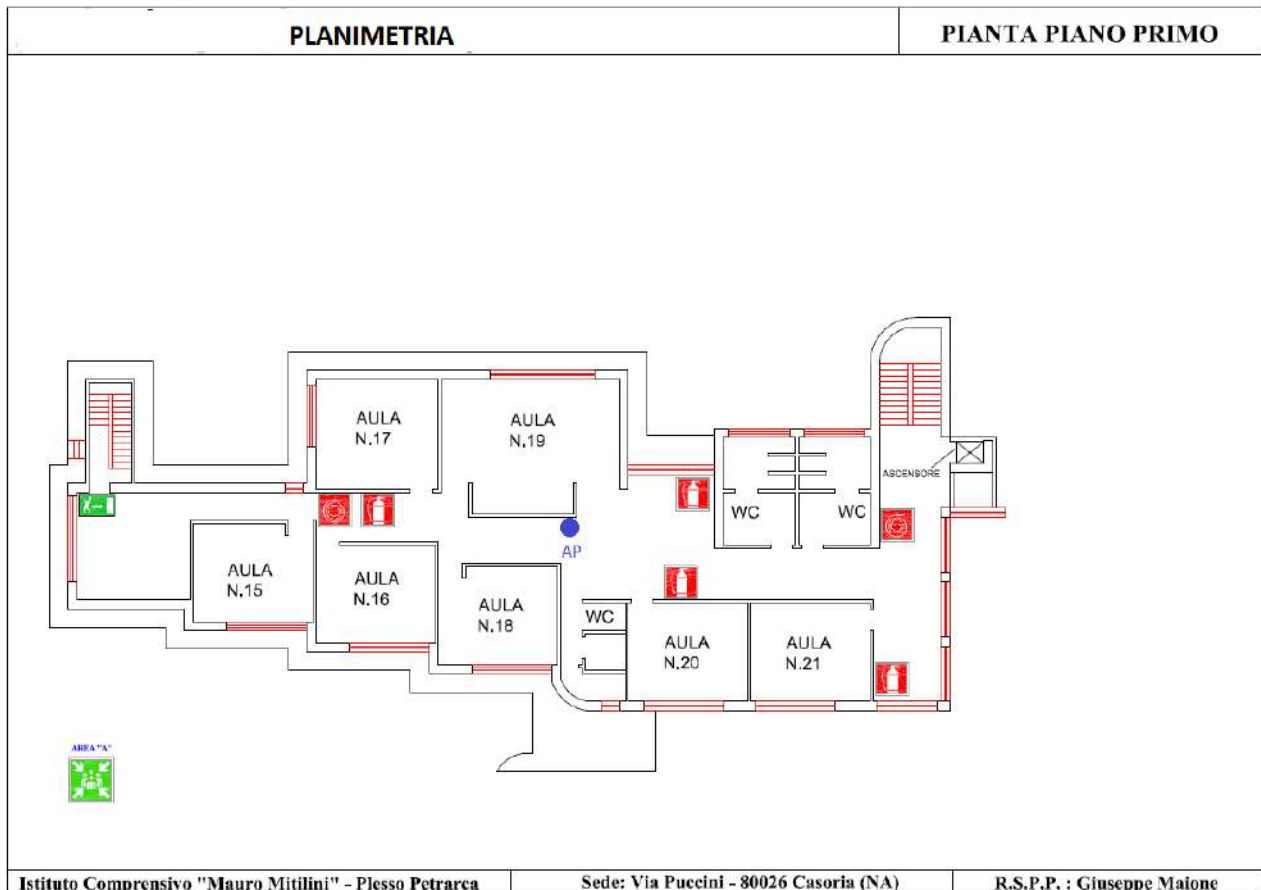 PLANIMETRIA
PIANTA PIANO PRIMO
AULA
N.17
AULA
N.19
ASCENSORE
WC
WC
AP
AULA
N.15
AULA
N.16
AULA
N.18
WC
AULA
N.20
AULA
N.21
AREA "A"
Istituto Comprensivo "Mauro Mitilini" - Plesso Petrarca
Sede: Via Puccini - 80026 Casoria (NA)
R.S.P.P. : Giuseppe Maione